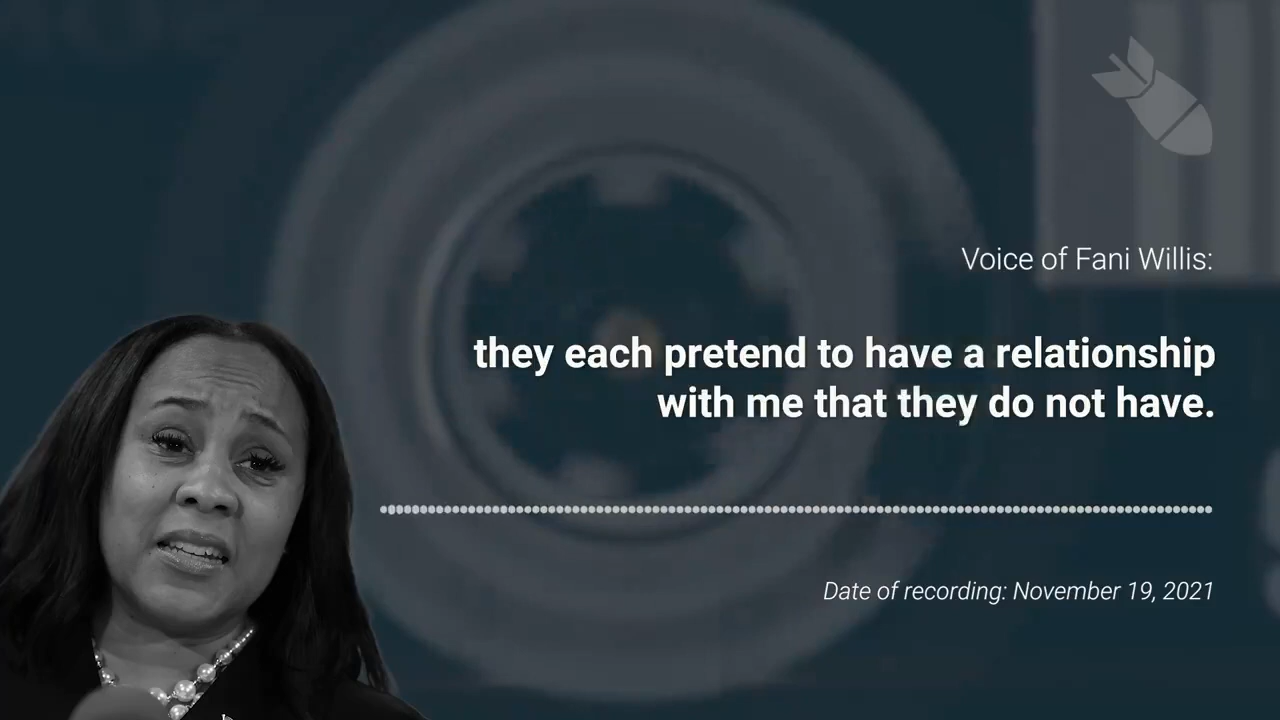 Voice of Fani Willis:
they each pretend to have a relationship
with me that they do not have.
Date of recording: November 19, 2021